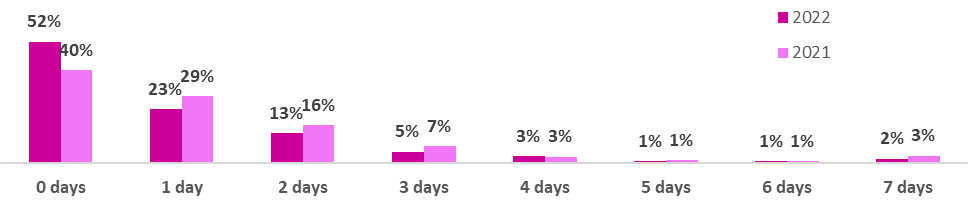 52%
40%
23%
29%
13%
16%
5%
7%
3%
3%
1%
1%
1%
1%
2%
3%
2022
2021
0 days
1 day
2 days
3 days
4 days
5 days
6 days
7 days